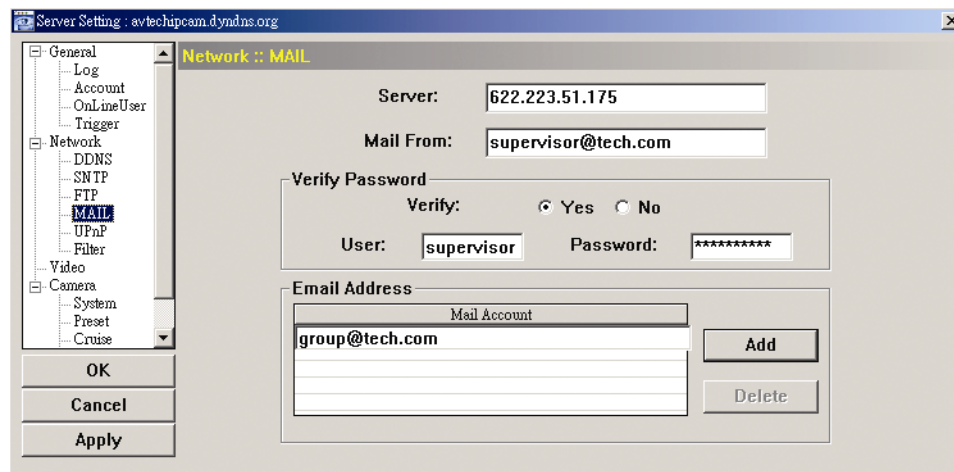 Server Setting : avtechipcam.dyndns.org
General
Log
Account
OnLineUser
Trigger
Network
DDNS
SNTP
FTP
MAIL
UPnP
Filter
Video
Camera
System
Preset
Cruise
OK
Cancel
Apply
Network :: MAIL
Server: 622.223.51.175
Mail From: supervisor@tech.com
Verify Password
Verify: Yes No
User: supervisor Password: **********
Email Address
Mail Account
group@tech.com
Add
Delete